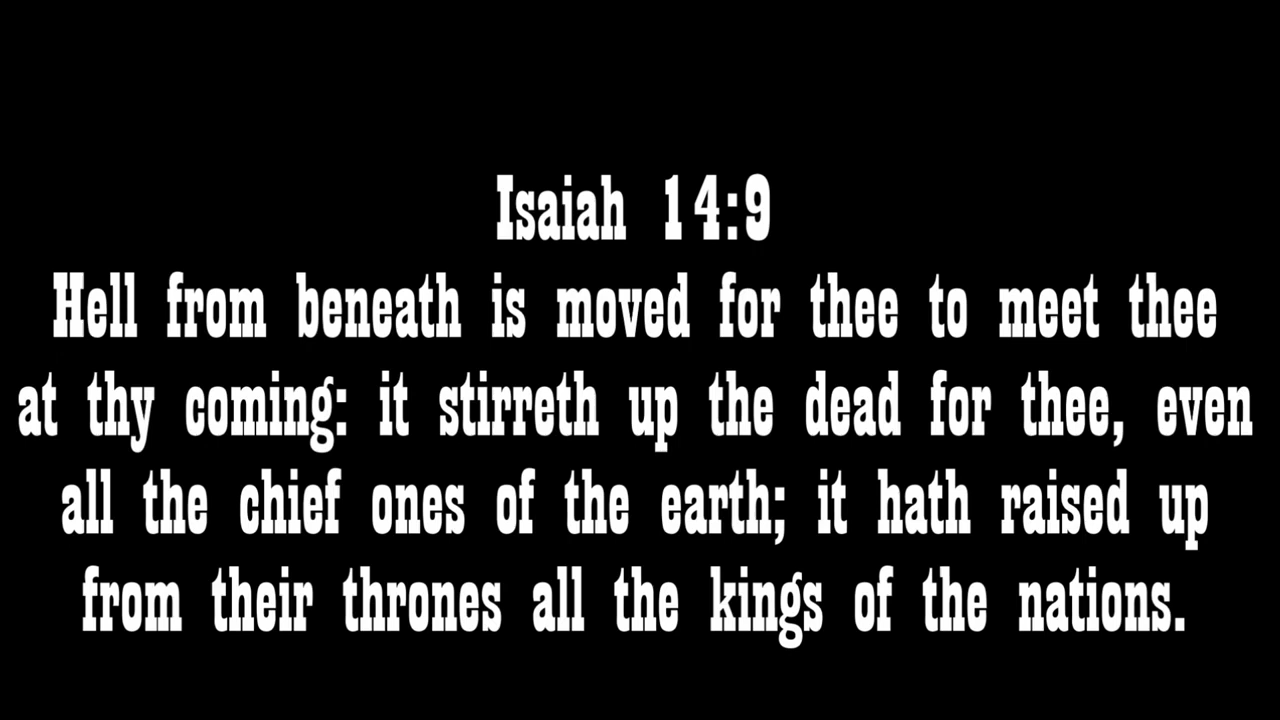 Isaiah 14:9
Hell from beneath is moved for thee to meet thee
at thy coming: it stirreth up the dead for thee, even
all the chief ones of the earth; it hath raised up
from their thrones all the kings of the nations.